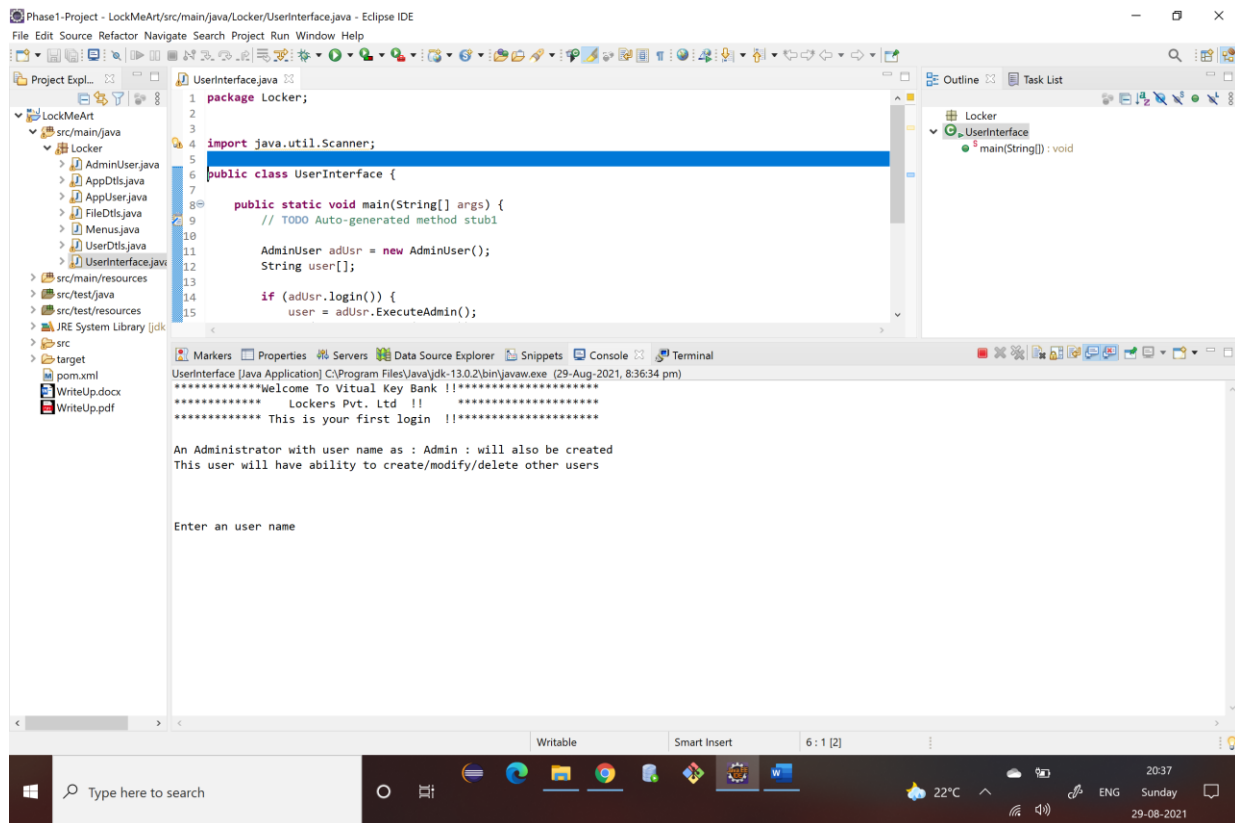 Phase1-Project - LockMeArt/src/main/java/Locker/UserInterface.java - Eclipse IDE
File Edit Source Refactor Navigate Search Project Run Window Help
Project Expl...
LockMeArt
src/main/java
Locker
AdminUser.java
AppDtls.java
AppUser.java
FileDtls.java
Menus.java
UserDtls.java
UserInterface.java
src/main/resources
src/test/java
src/test/resources
JRE System Library [jdk
src
target
pom.xml
WriteUp.docx
WriteUp.pdf
UserInterface.java
1 package Locker;
2
3
4 import java.util.Scanner;
5
6 public class UserInterface {
7
8 public static void main(String[] args) {
9 // TODO Auto-generated method stub1
10
11 AdminUser adUsr = new AdminUser();
12 String user[];
13
14 if (adUsr.login()) {
15 user = adUsr.ExecuteAdmin();
Outline Task List
Locker
UserInterface
main(String[]) : void
Markers Properties Servers Data Source Explorer Snippets Console Terminal
UserInterface [Java Application] C:\Program Files\Java\jdk-13.0.2\bin\javaw.exe (29-Aug-2021, 8:36:34 pm)
*************Welcome To Vitual Key Bank !!*********************
************* Lockers Pvt. Ltd !! *********************
************* This is your first login !!*********************
An Administrator with user name as : Admin : will also be created
This user will have ability to create/modify/delete other users
Enter an user name
Writable Smart Insert 6 : 1 [2]
Type here to search
22°C
ENG
20:37
Sunday
29-08-2021